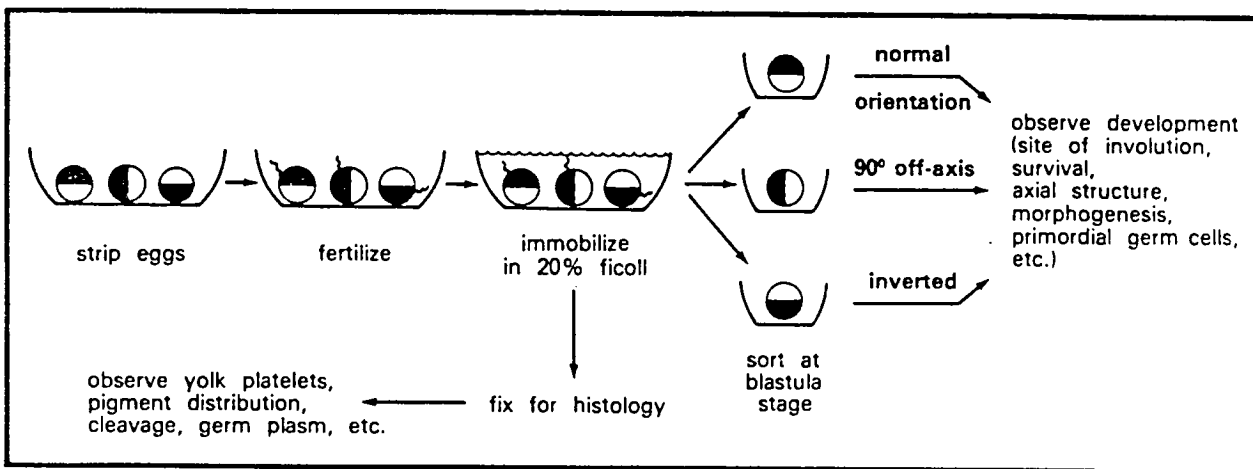 strip eggs
fertilize
immobilize
in 20% ficoll
normal
orientation
90° off-axis
inverted
sort at
blastula
stage
observe development
(site of involution,
survival,
axial structure,
morphogenesis,
primordial germ cells,
etc.)
fix for histology
observe yolk platelets,
pigment distribution,
cleavage, germ plasm, etc.